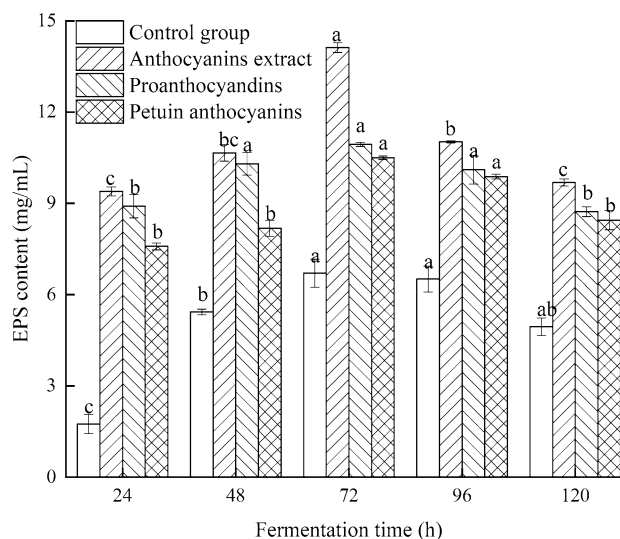 Control group
Anthocyanins extract
Proanthocyandins
Petuin anthocyanins
EPS content (mg/mL)
15
12
9
6
3
0
c c b b
b bc a b
a a a a
a b a a
ab c b b
24 48 72 96 120
Fermentation time (h)